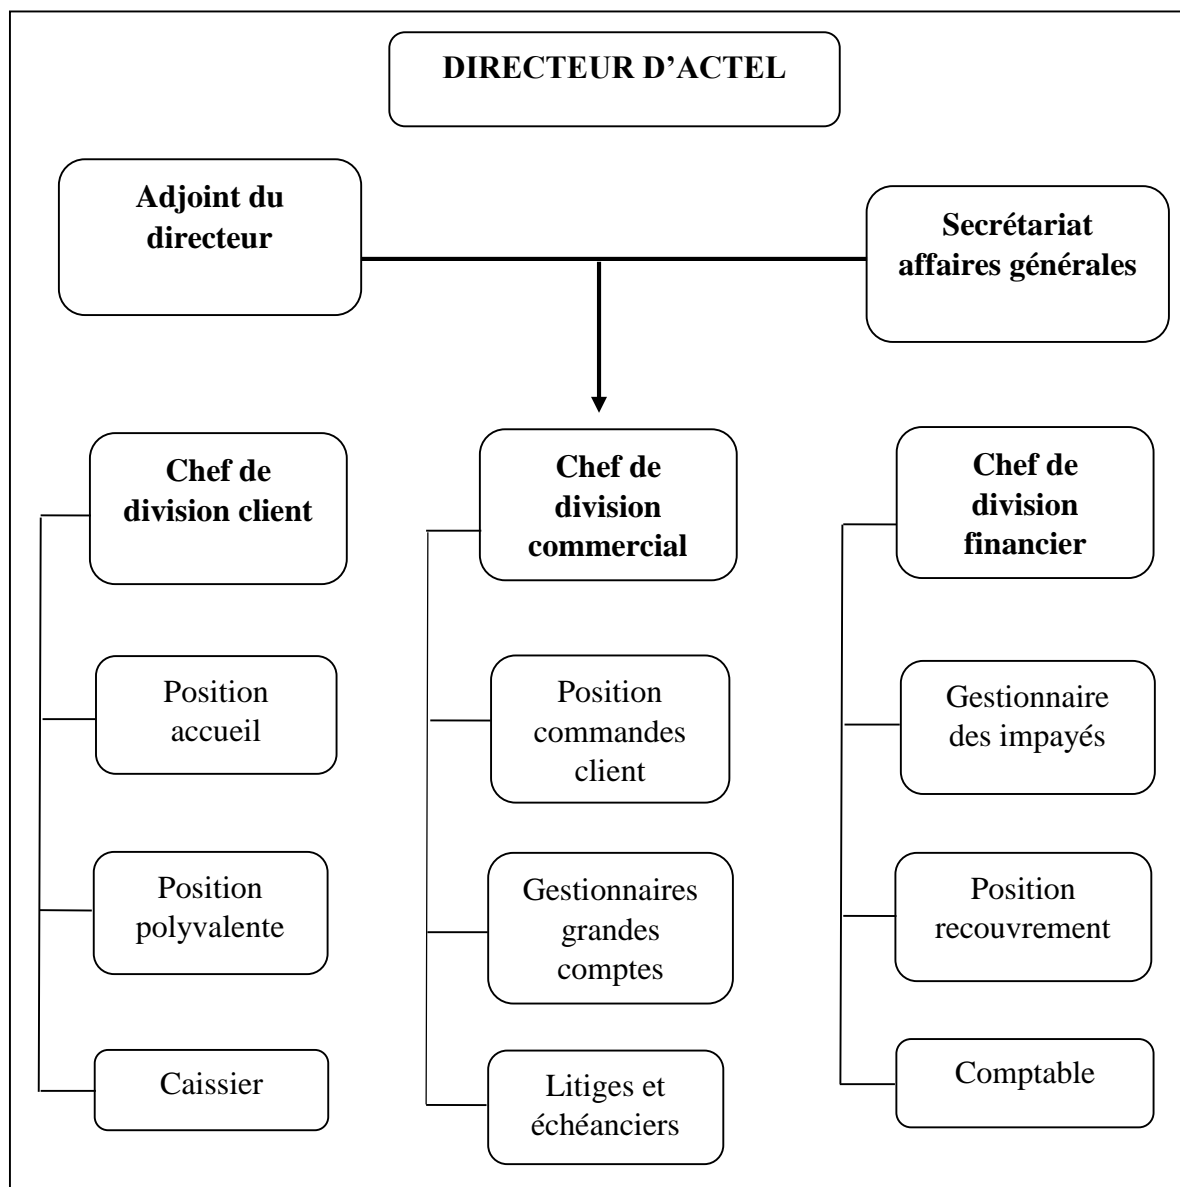 DIRECTEUR D’ACTEL
Adjoint du
directeur
Secrétariat
affaires générales
Chef de
division client
Chef de
division
commercial
Chef de
division
financier
Position
accueil
Position
commandes
client
Gestionnaire
des impayés
Position
polyvalente
Gestionnaires
grandes
comptes
Position
recouvrement
Caissier
Litiges et
échéanciers
Comptable